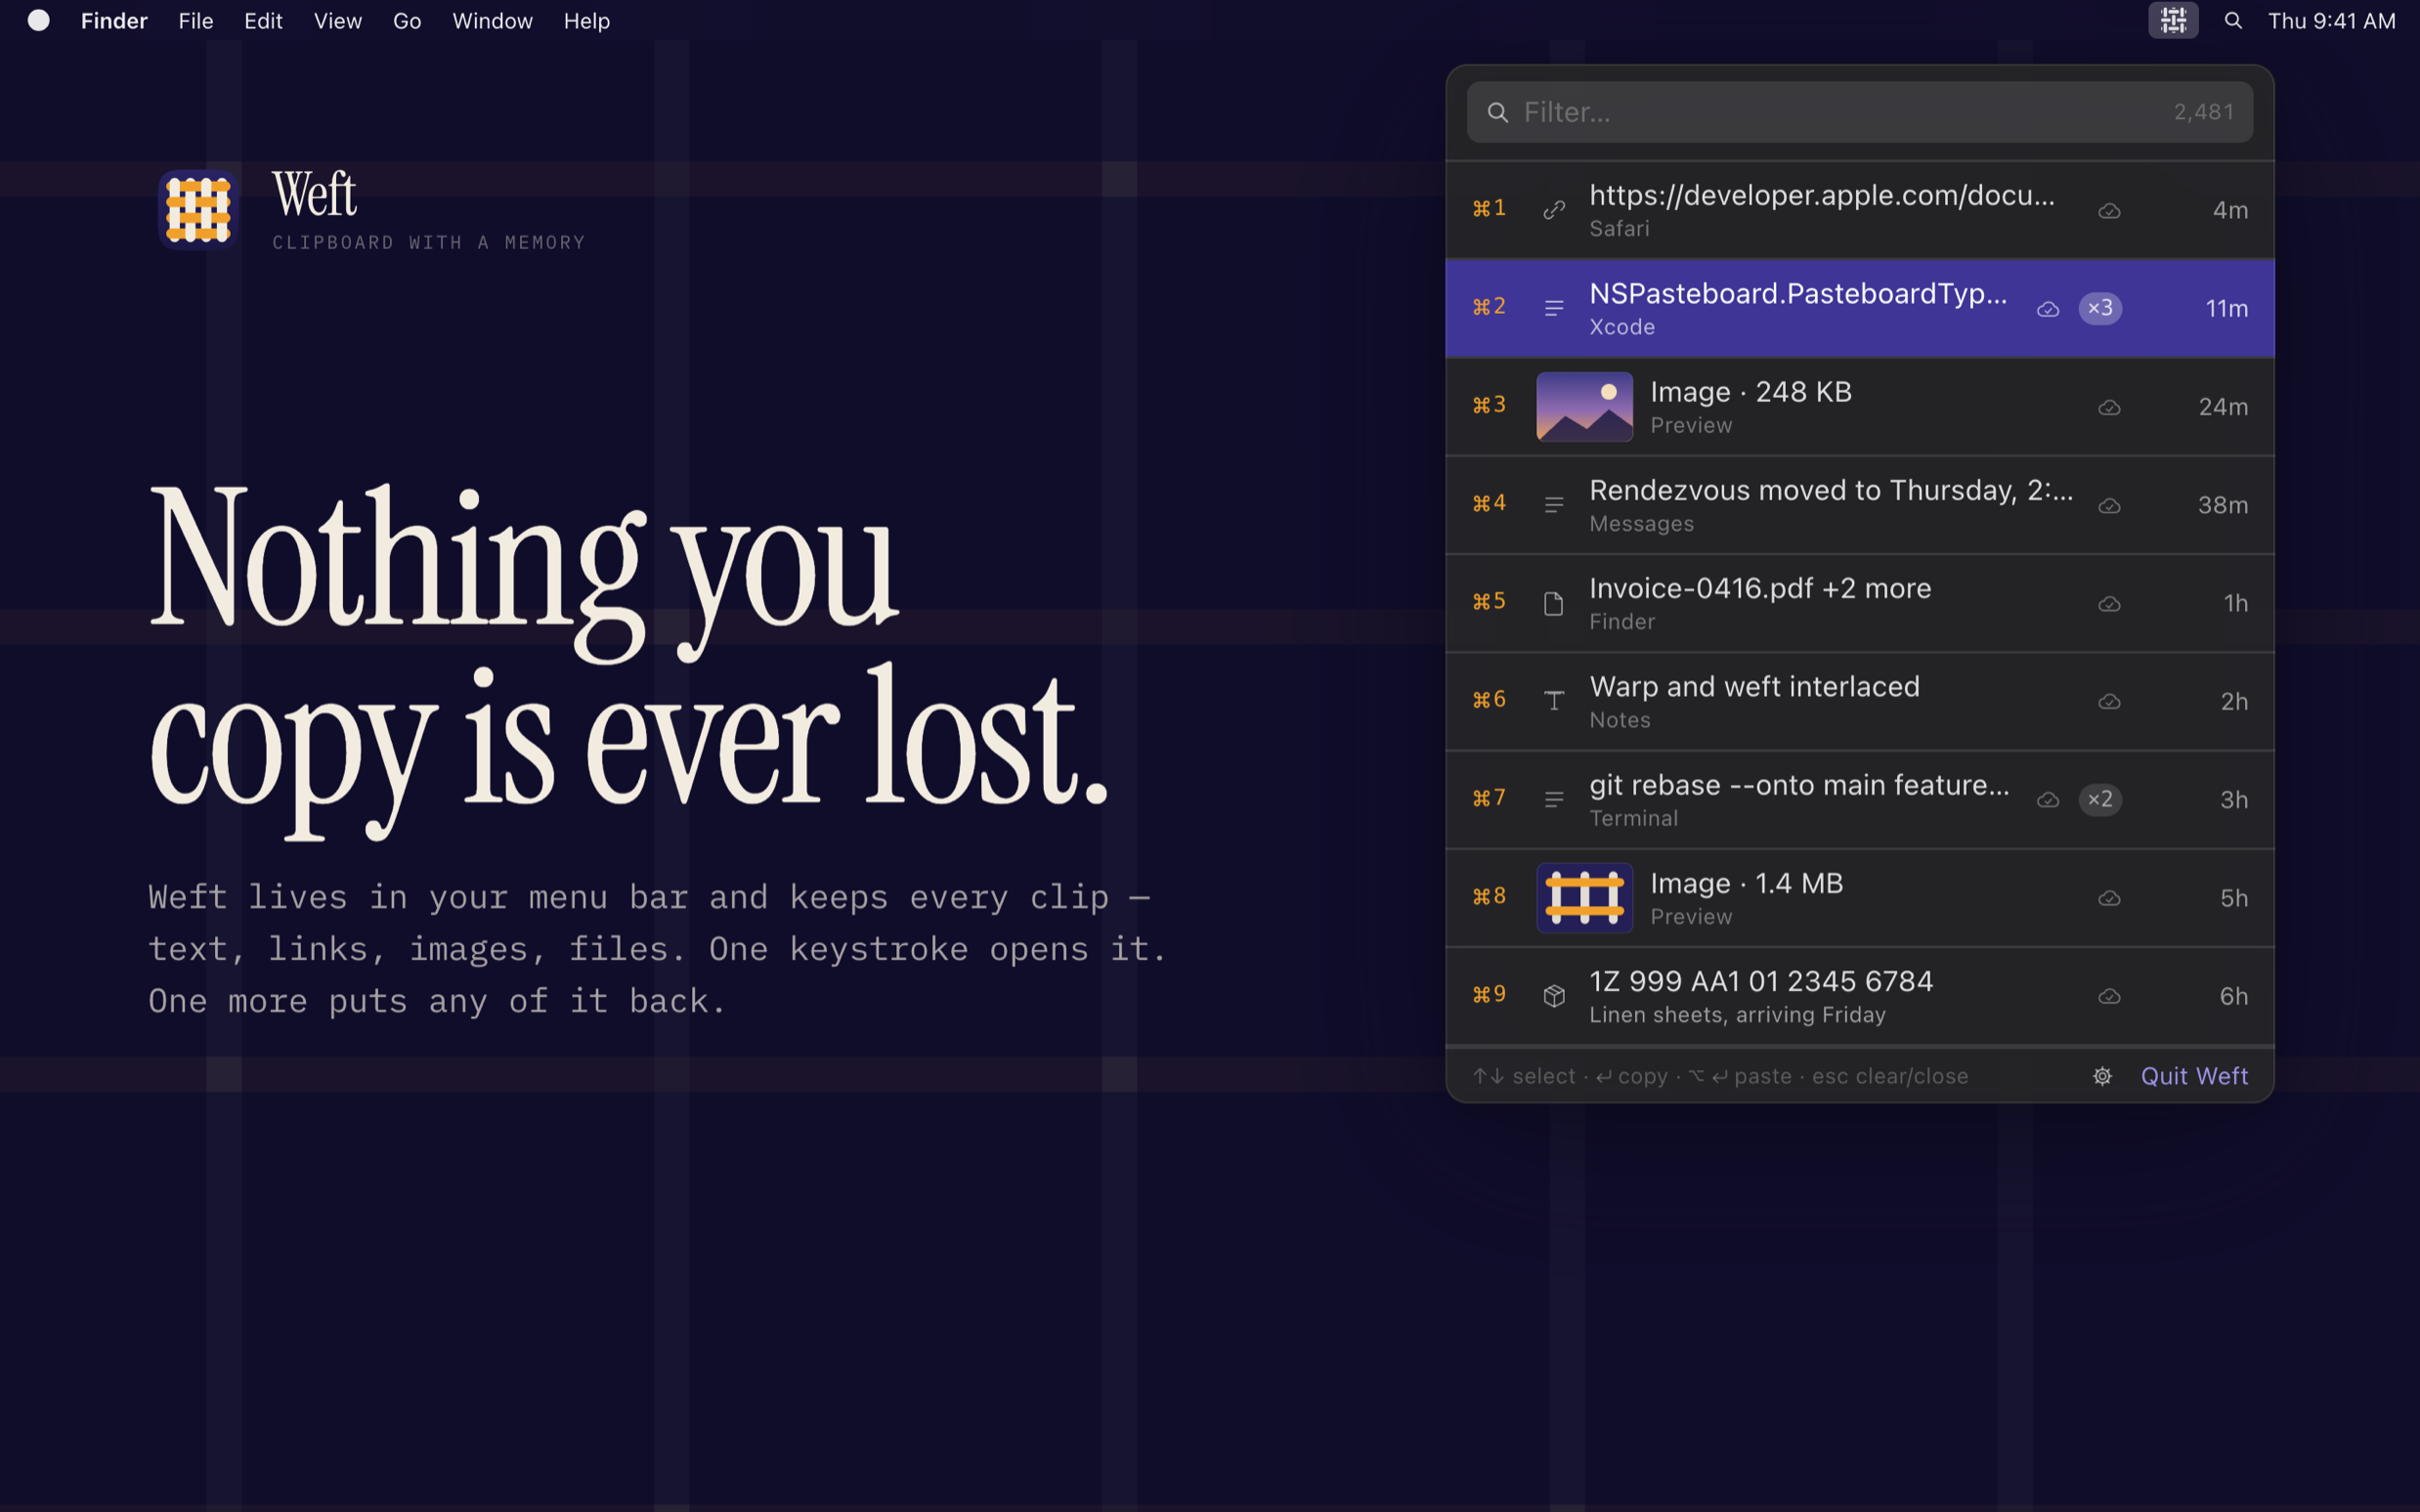 Finder File Edit View Go Window Help
Thu 9:41 AM
Weft
CLIPBOARD WITH A MEMORY
Nothing you
copy is ever lost.
Weft lives in your menu bar and keeps every clip —
text, links, images, files. One keystroke opens it.
One more puts any of it back.
Filter... 2,481
⌘1 https://developer.apple.com/docu... 4m
Safari
⌘2 NSPasteboard.PasteboardTyp... ×3 11m
Xcode
⌘3 Image · 248 KB 24m
Preview
⌘4 Rendezvous moved to Thursday, 2:... 38m
Messages
⌘5 Invoice-0416.pdf +2 more 1h
Finder
⌘6 Warp and weft interlaced 2h
Notes
⌘7 git rebase --onto main feature... ×2 3h
Terminal
⌘8 Image · 1.4 MB 5h
Preview
⌘9 1Z 999 AA1 01 2345 6784 6h
Linen sheets, arriving Friday
↑↓ select · ↵ copy · ⌥ ↵ paste · esc clear/close Quit Weft